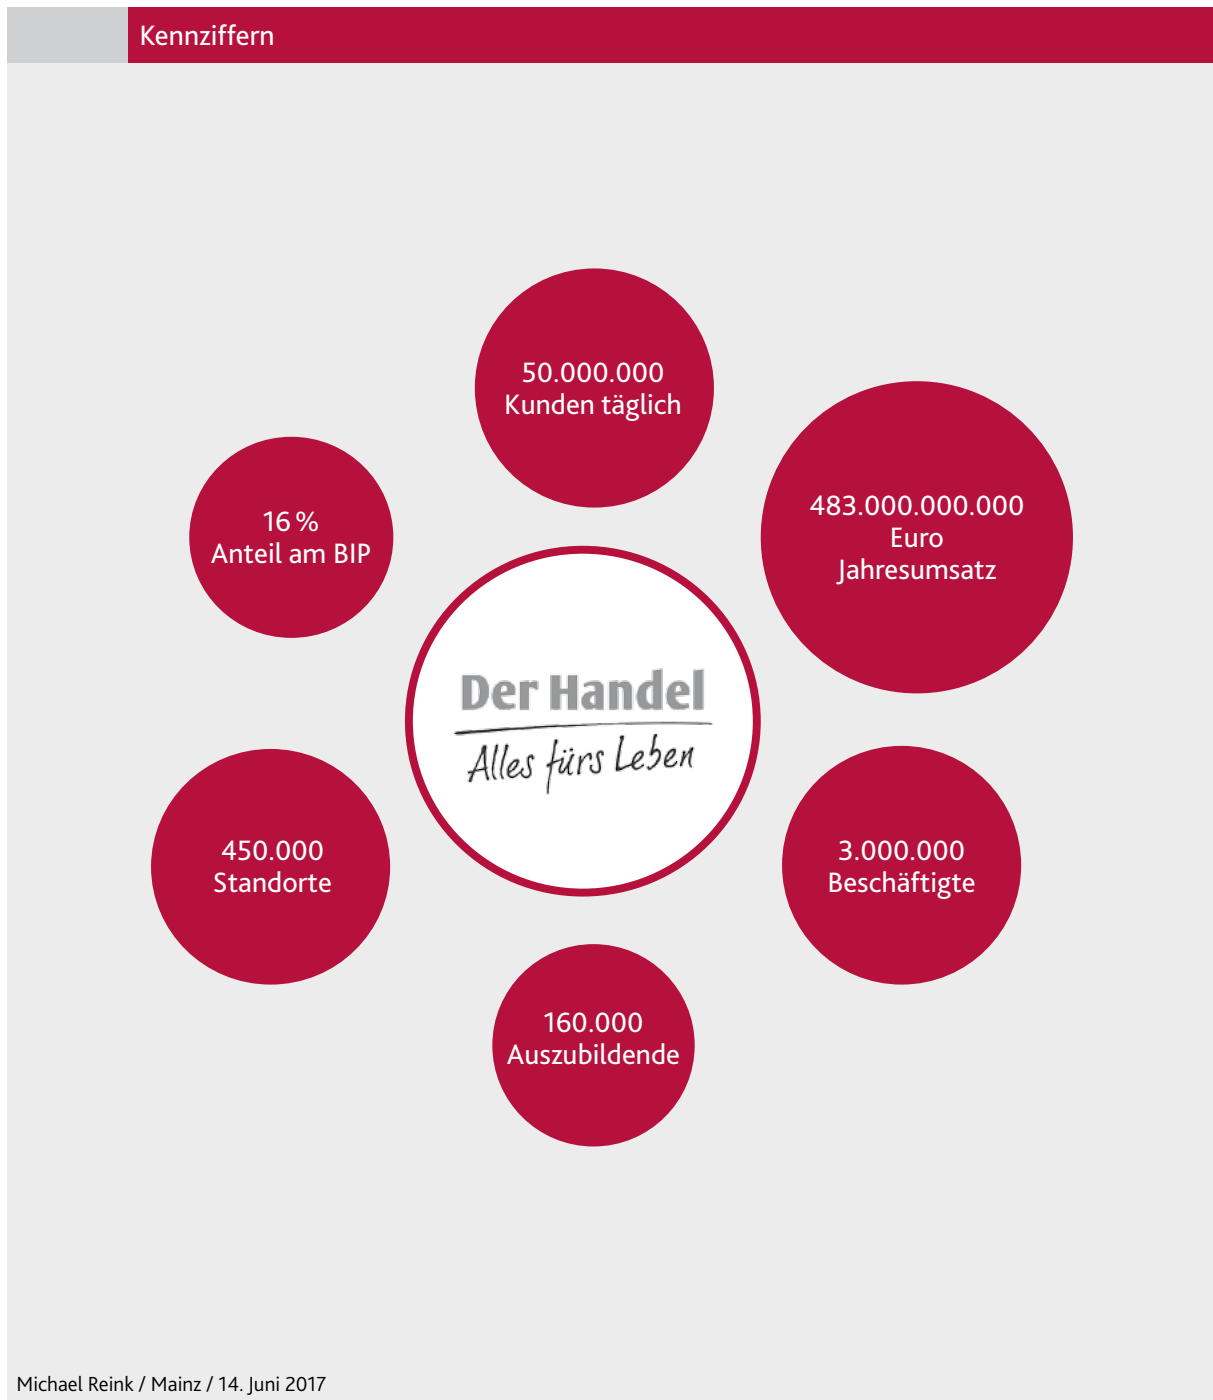 Kennziffern
50.000.000
Kunden täglich
483.000.000.000
Euro
Jahresumsatz
16 %
Anteil am BIP
Der Handel
Alles fürs Leben
450.000
Standorte
3.000.000
Beschäftigte
160.000
Auszubildende
Michael Reink / Mainz / 14. Juni 2017